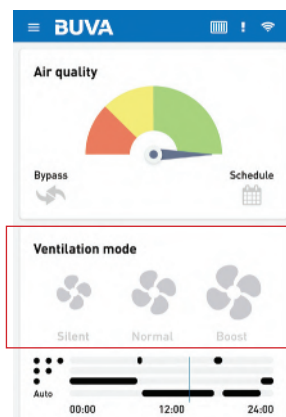 BUVA !
Air quality
Bypass Schedule
Ventilation mode
Silent Normal Boost
Auto
00:00 12:00 24:00